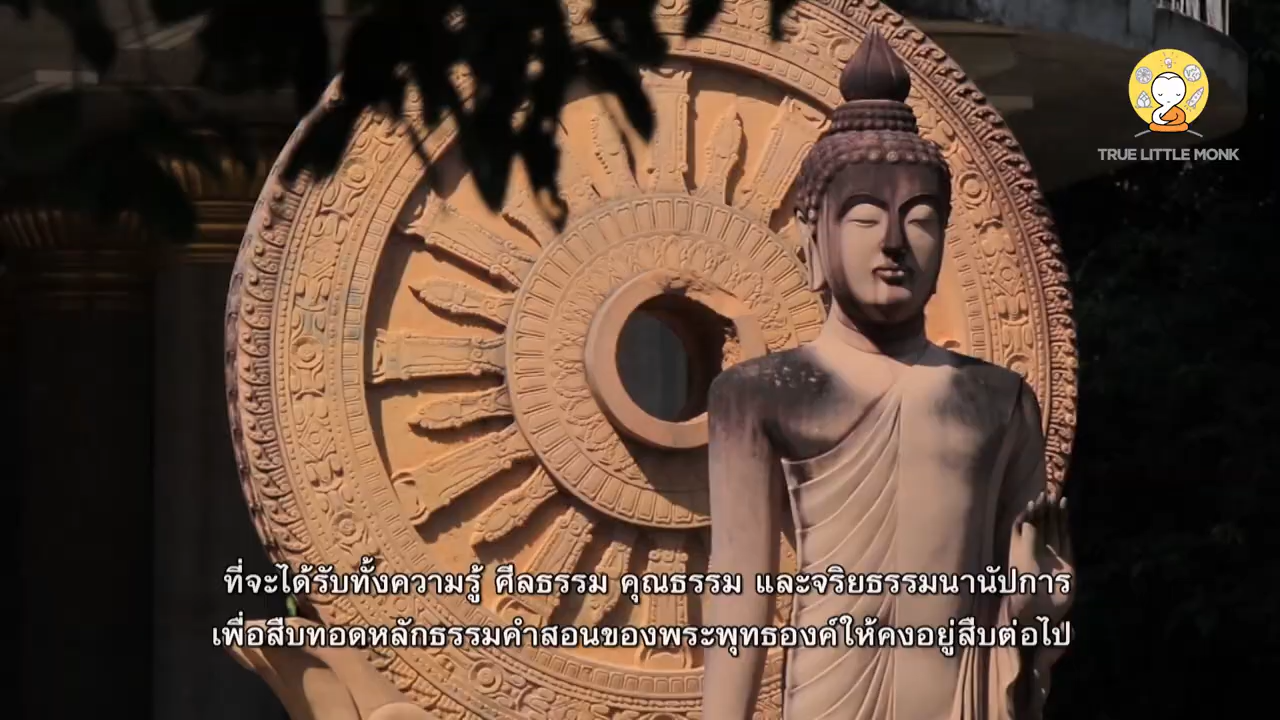 TRUE LITTLE MONK
ที่จะได้รับทั้งความรู้ ศีลธรรม คุณธรรม และจริยธรรมนานัปการ
เพื่อสืบทอดหลักธรรมคำสอนของพระพุทธองค์ให้คงอยู่สืบต่อไป